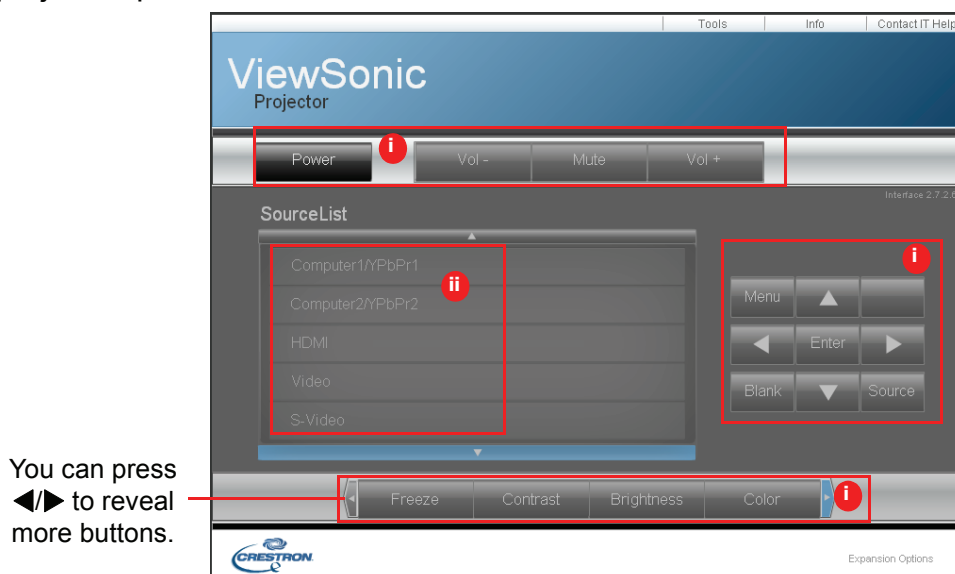 Tools Info Contact IT Help
ViewSonic
Projector
Power i Vol - Mute Vol +
Interface 2.7.2.6
SourceList
i
Computer1/YPbPr1
ii
Computer2/YPbPr2
Menu
HDMI
Enter
Video
Blank Source
S-Video
You can press
◀/▶ to reveal
more buttons.
Freeze Contrast Brightness Color i
CRESTRON
Expansion Options